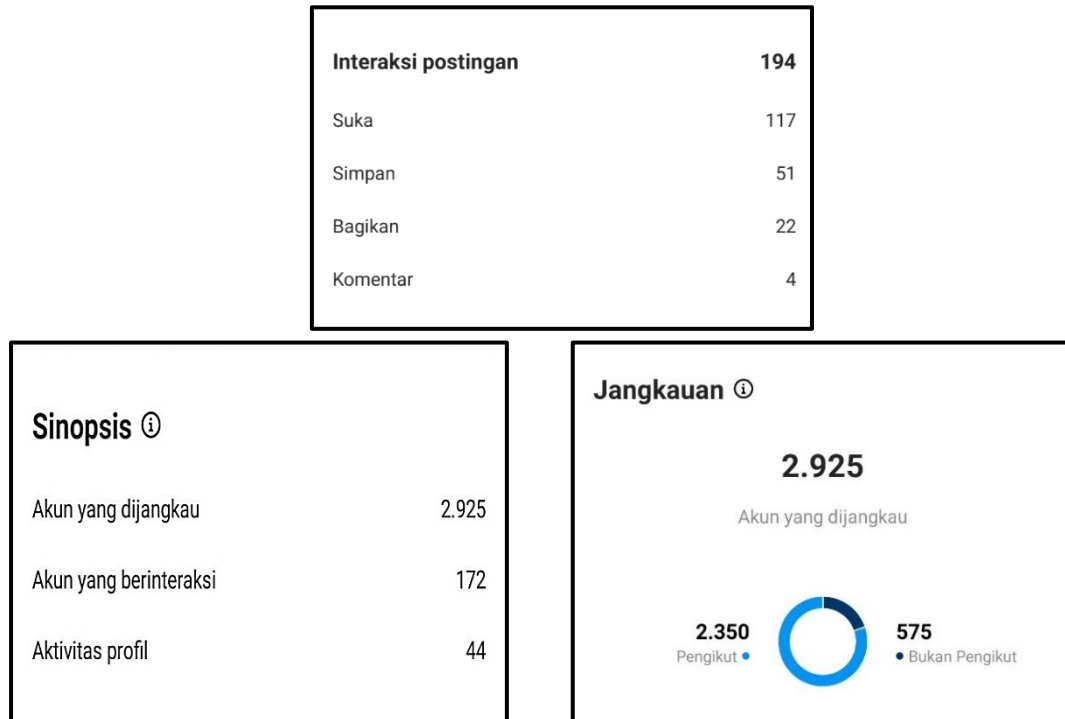 Interaksi postingan 194
Suka 117
Simpan 51
Bagikan 22
Komentar 4
Sinopsis
Akun yang dijangkau 2.925
Akun yang berinteraksi 172
Aktivitas profil 44
Jangkauan
2.925
Akun yang dijangkau
2.350 575
Pengikut Bukan Pengikut